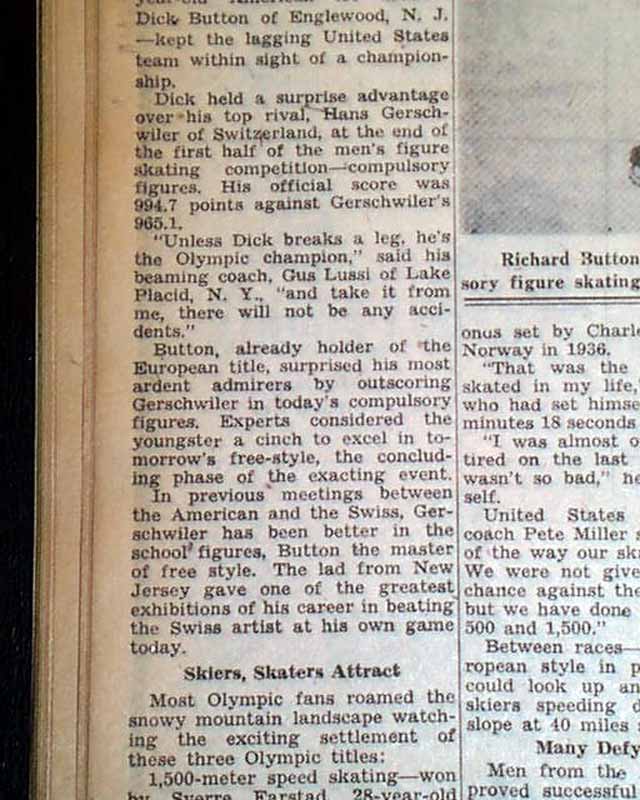 Dick Button of Englewood, N. J.
—kept the lagging United States
team within sight of a champion-
ship.
Dick held a surprise advantage
over his top rival, Hans Gersch-
wiler of Switzerland, at the end of
the first half of the men's figure
skating competition—compulsory
figures. His official score was
994.7 points against Gerschwiler's
965.1.
"Unless Dick breaks a leg, he's
the Olympic champion," said his
beaming coach, Gus Lussi of Lake
Placid, N. Y., "and take it from
me, there will not be any acci-
dents."
Button, already holder of the
European title, surprised his most
ardent admirers by outscoring
Gerschwiler in today's compulsory
figures. Experts considered the
youngster a cinch to excel in to-
morrow's free-style, the conclud-
ing phase of the exacting event.
In previous meetings between
the American and the Swiss, Ger-
schwiler has been better in the
school figures, Button the master
of free style. The lad from New
Jersey gave one of the greatest
exhibitions of his career in beating
the Swiss artist at his own game
today.
Skiers, Skaters Attract
Most Olympic fans roamed the
snowy mountain landscape watch-
ing the exciting settlement of
these three Olympic titles:
1,500-meter speed skating—won
by Sverre Farstad, 28-year-old
Richard Button
sory figure skating
onus set by Charl
Norway in 1936.
"That was the
skated in my life,"
who had set himse
minutes 18 seconds
"I was almost o
tired on the last
wasn't so bad," he
self.
United States
coach Pete Miller s
of the way our ska
We were not give
chance against the
but we have done
500 and 1,500."
Between races—
ropean style in p
could look up an
skiers speeding d
slope at 40 miles
Many Defy
Men from the
proved successful